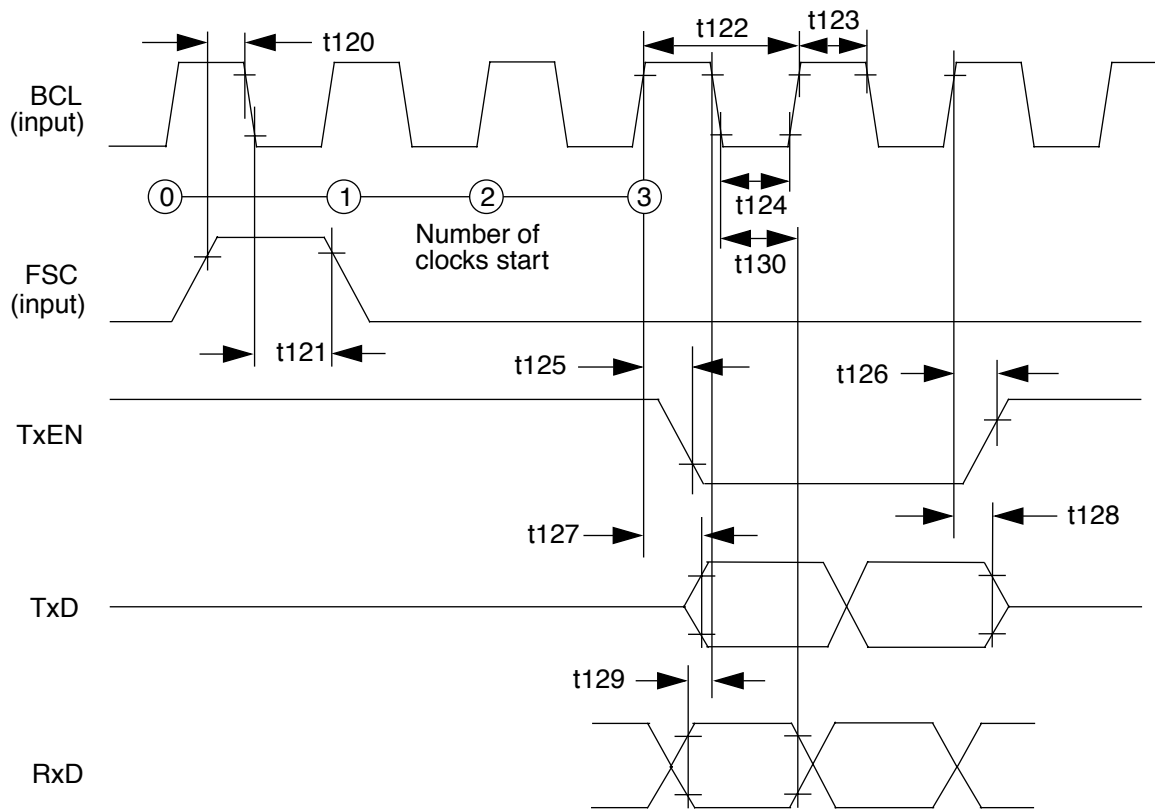 t120
t122
t123
BCL
(input)
0
1
2
3
t124
Number of
clocks start
t130
FSC
(input)
t121
t125
t126
TxEN
t127
t128
TxD
t129
RxD